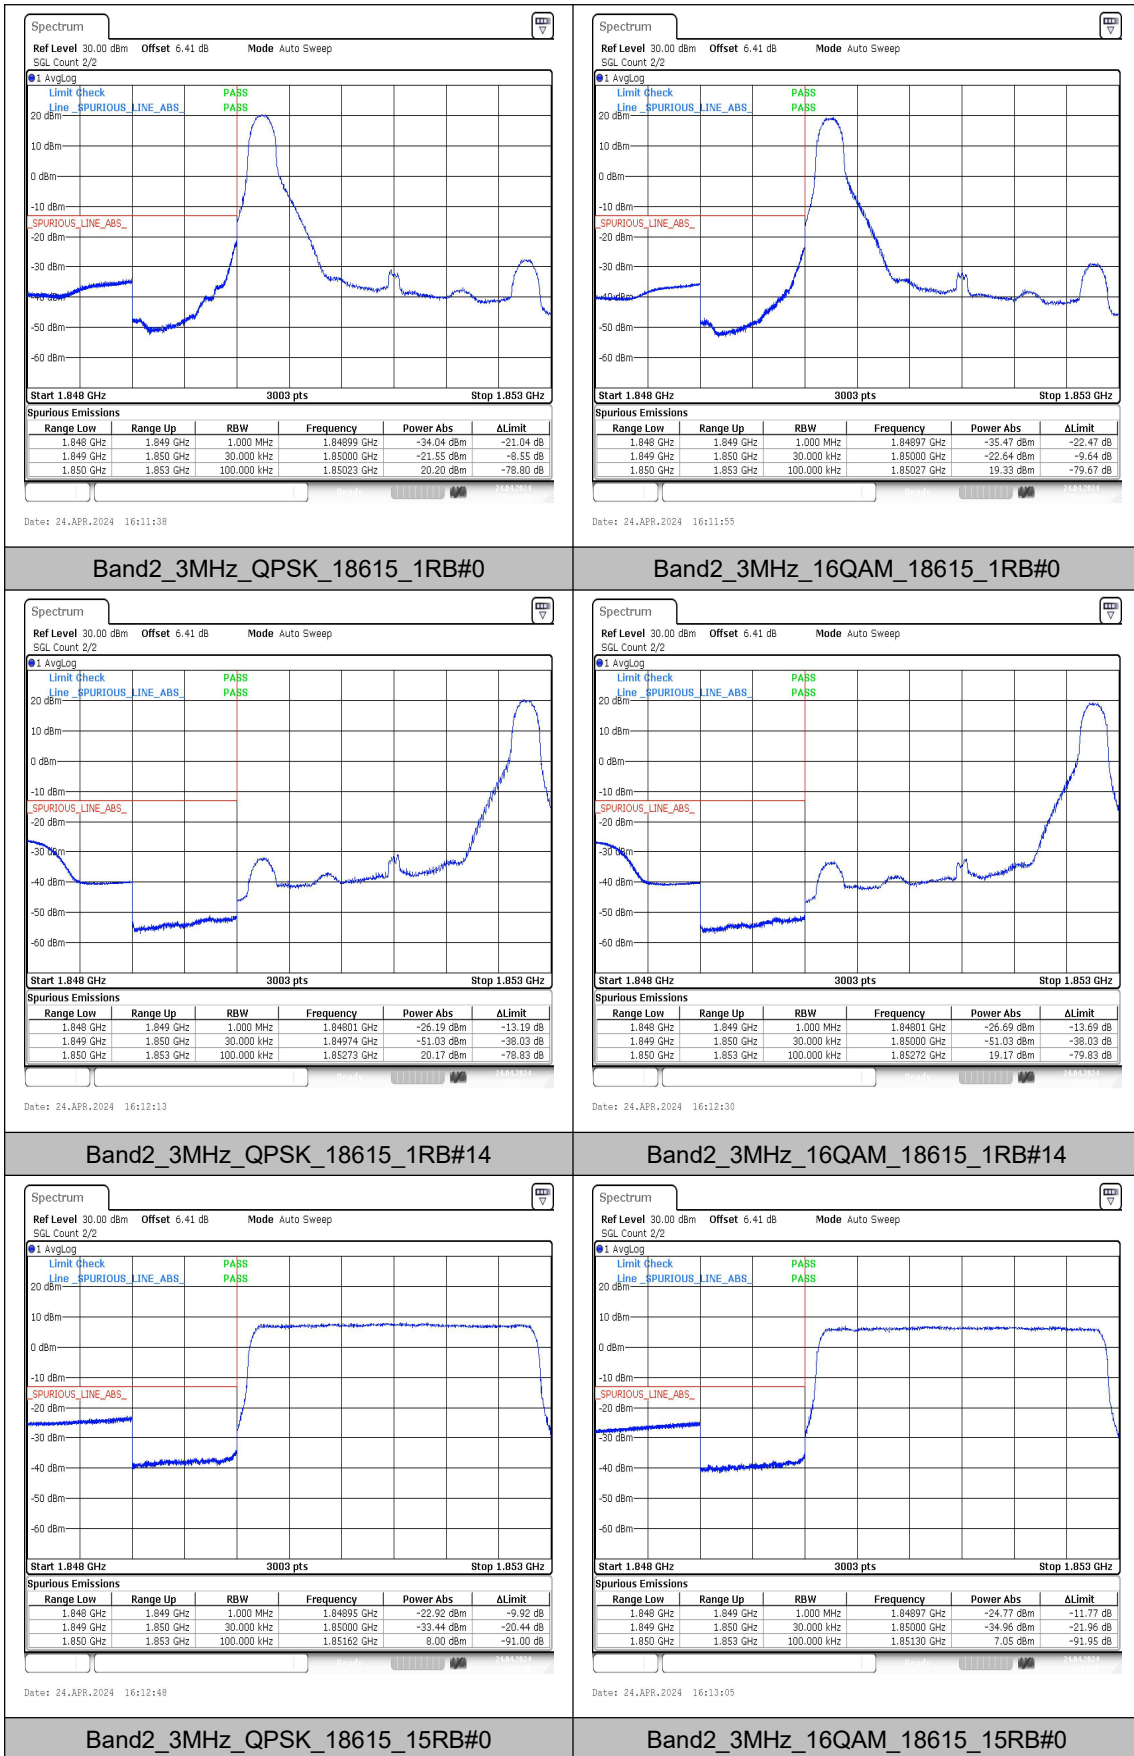 Spectrum
Ref Level 30.00 dBm Offset 6.41 dB Mode Auto Sweep
SGL Count 2/2
1 AvgLog
Limit Check PASS
Line _SPURIOUS_LINE_ABS_ PASS
20 dBm
10 dBm
0 dBm
-10 dBm
_SPURIOUS_LINE_ABS_
-20 dBm
-30 dBm
-40 dBm
-50 dBm
-60 dBm
Start 1.848 GHz 3003 pts Stop 1.853 GHz
Spurious Emissions
Range Low Range Up RBW Frequency Power Abs ΔLimit
1.848 GHz 1.849 GHz 1.000 MHz 1.84899 GHz -34.04 dBm -21.04 dB
1.849 GHz 1.850 GHz 30.000 kHz 1.85000 GHz -21.55 dBm -8.55 dB
1.850 GHz 1.853 GHz 100.000 kHz 1.85023 GHz 20.20 dBm -78.80 dB
24.04.2024
Date: 24.APR.2024 16:11:38
Band2_3MHz_QPSK_18615_1RB#0
Spectrum
Ref Level 30.00 dBm Offset 6.41 dB Mode Auto Sweep
SGL Count 2/2
1 AvgLog
Limit Check PASS
Line _SPURIOUS_LINE_ABS_ PASS
20 dBm
10 dBm
0 dBm
-10 dBm
_SPURIOUS_LINE_ABS_
-20 dBm
-30 dBm
-40 dBm
-50 dBm
-60 dBm
Start 1.848 GHz 3003 pts Stop 1.853 GHz
Spurious Emissions
Range Low Range Up RBW Frequency Power Abs ΔLimit
1.848 GHz 1.849 GHz 1.000 MHz 1.84897 GHz -35.47 dBm -22.47 dB
1.849 GHz 1.850 GHz 30.000 kHz 1.85000 GHz -22.64 dBm -9.64 dB
1.850 GHz 1.853 GHz 100.000 kHz 1.85027 GHz 19.33 dBm -79.67 dB
24.04.2024
Date: 24.APR.2024 16:11:55
Band2_3MHz_16QAM_18615_1RB#0
Spectrum
Ref Level 30.00 dBm Offset 6.41 dB Mode Auto Sweep
SGL Count 2/2
1 AvgLog
Limit Check PASS
Line _SPURIOUS_LINE_ABS_ PASS
20 dBm
10 dBm
0 dBm
-10 dBm
_SPURIOUS_LINE_ABS_
-20 dBm
-30 dBm
-40 dBm
-50 dBm
-60 dBm
Start 1.848 GHz 3003 pts Stop 1.853 GHz
Spurious Emissions
Range Low Range Up RBW Frequency Power Abs ΔLimit
1.848 GHz 1.849 GHz 1.000 MHz 1.84801 GHz -26.19 dBm -13.19 dB
1.849 GHz 1.850 GHz 30.000 kHz 1.84974 GHz -51.03 dBm -38.03 dB
1.850 GHz 1.853 GHz 100.000 kHz 1.85273 GHz 20.17 dBm -78.83 dB
24.04.2024
Date: 24.APR.2024 16:12:13
Band2_3MHz_QPSK_18615_1RB#14
Spectrum
Ref Level 30.00 dBm Offset 6.41 dB Mode Auto Sweep
SGL Count 2/2
1 AvgLog
Limit Check PASS
Line _SPURIOUS_LINE_ABS_ PASS
20 dBm
10 dBm
0 dBm
-10 dBm
_SPURIOUS_LINE_ABS_
-20 dBm
-30 dBm
-40 dBm
-50 dBm
-60 dBm
Start 1.848 GHz 3003 pts Stop 1.853 GHz
Spurious Emissions
Range Low Range Up RBW Frequency Power Abs ΔLimit
1.848 GHz 1.849 GHz 1.000 MHz 1.84801 GHz -26.69 dBm -13.69 dB
1.849 GHz 1.850 GHz 30.000 kHz 1.85000 GHz -51.03 dBm -38.03 dB
1.850 GHz 1.853 GHz 100.000 kHz 1.85272 GHz 19.17 dBm -79.83 dB
24.04.2024
Date: 24.APR.2024 16:12:30
Band2_3MHz_16QAM_18615_1RB#14
Spectrum
Ref Level 30.00 dBm Offset 6.41 dB Mode Auto Sweep
SGL Count 2/2
1 AvgLog
Limit Check PASS
Line _SPURIOUS_LINE_ABS_ PASS
20 dBm
10 dBm
0 dBm
-10 dBm
_SPURIOUS_LINE_ABS_
-20 dBm
-30 dBm
-40 dBm
-50 dBm
-60 dBm
Start 1.848 GHz 3003 pts Stop 1.853 GHz
Spurious Emissions
Range Low Range Up RBW Frequency Power Abs ΔLimit
1.848 GHz 1.849 GHz 1.000 MHz 1.84895 GHz -22.92 dBm -9.92 dB
1.849 GHz 1.850 GHz 30.000 kHz 1.85000 GHz -33.44 dBm -20.44 dB
1.850 GHz 1.853 GHz 100.000 kHz 1.85162 GHz 8.00 dBm -91.00 dB
24.04.2024
Date: 24.APR.2024 16:12:48
Band2_3MHz_QPSK_18615_15RB#0
Spectrum
Ref Level 30.00 dBm Offset 6.41 dB Mode Auto Sweep
SGL Count 2/2
1 AvgLog
Limit Check PASS
Line _SPURIOUS_LINE_ABS_ PASS
20 dBm
10 dBm
0 dBm
-10 dBm
_SPURIOUS_LINE_ABS_
-20 dBm
-30 dBm
-40 dBm
-50 dBm
-60 dBm
Start 1.848 GHz 3003 pts Stop 1.853 GHz
Spurious Emissions
Range Low Range Up RBW Frequency Power Abs ΔLimit
1.848 GHz 1.849 GHz 1.000 MHz 1.84897 GHz -24.77 dBm -11.77 dB
1.849 GHz 1.850 GHz 30.000 kHz 1.85000 GHz -34.96 dBm -21.96 dB
1.850 GHz 1.853 GHz 100.000 kHz 1.85130 GHz 7.05 dBm -91.95 dB
24.04.2024
Date: 24.APR.2024 16:13:05
Band2_3MHz_16QAM_18615_15RB#0